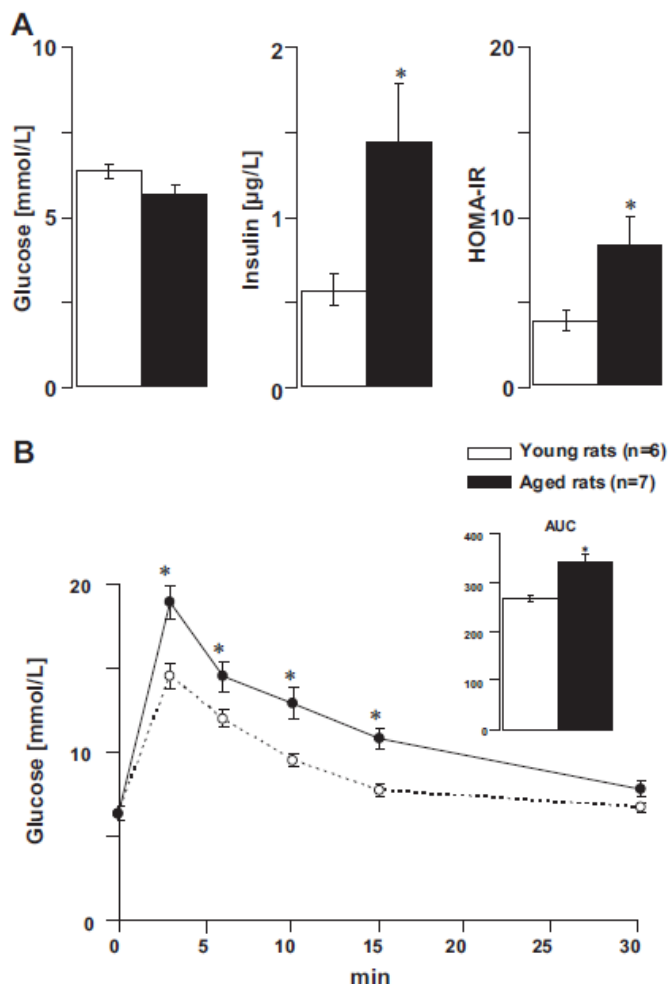 A
Glucose [mmol/L]
10
5
0
Insulin [µg/L]
2
1
0
*
HOMA-IR
20
10
0
*
B
Young rats (n=6)
Aged rats (n=7)
AUC
400
300
200
100
0
*
Glucose [mmol/L]
20
10
0
*
*
*
*
0 5 10 15 20 25 30
min